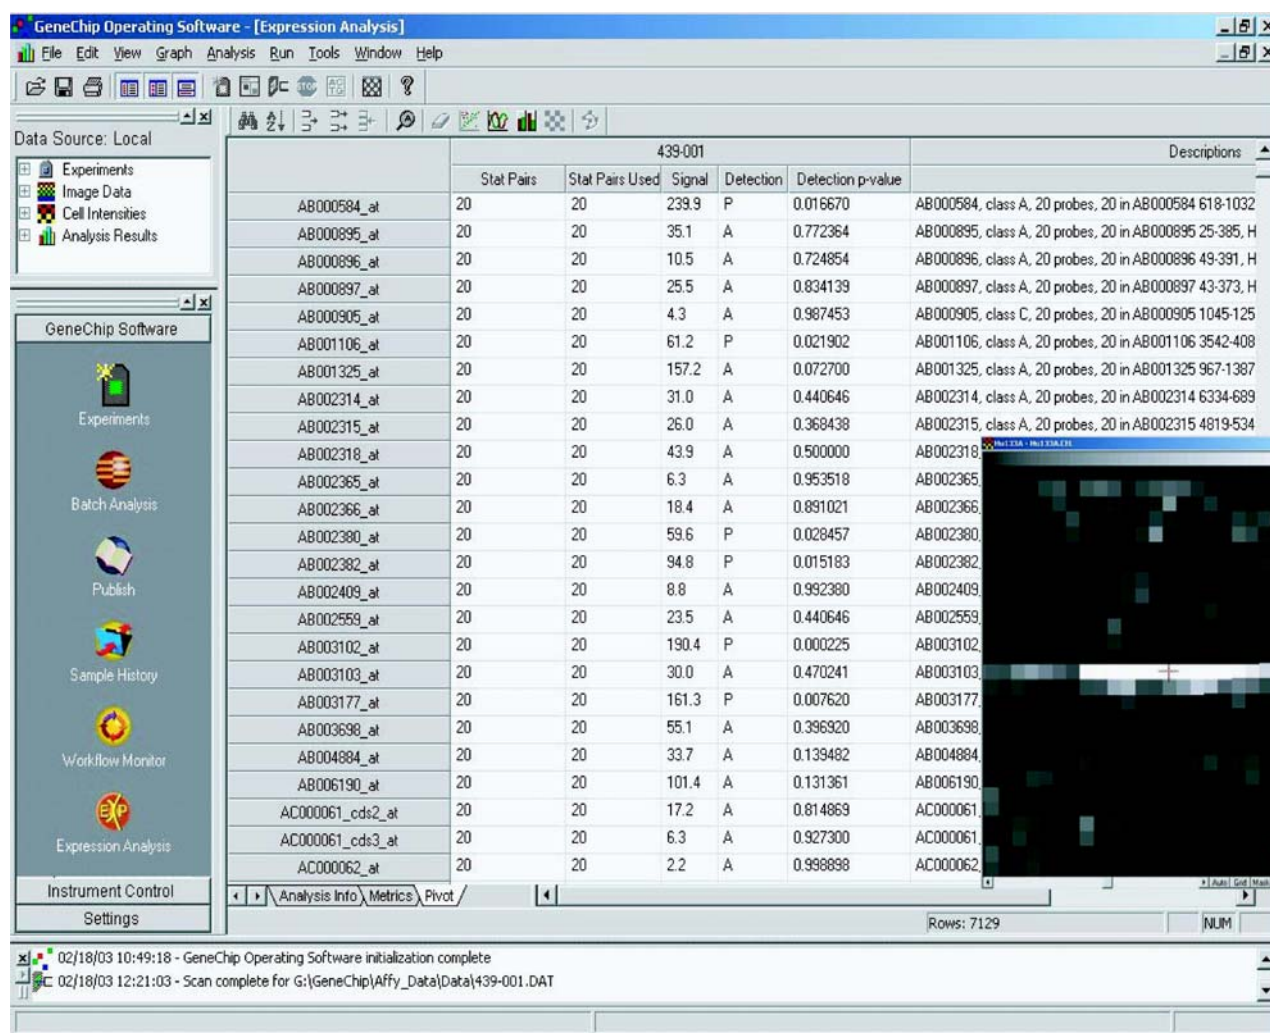 GeneChip Operating Software - [Expression Analysis]
File Edit View Graph Analysis Run Tools Window Help
Data Source: Local
Experiments
Image Data
Cell Intensities
Analysis Results
GeneChip Software
Experiments
Batch Analysis
Publish
Sample History
Workflow Monitor
Expression Analysis
Instrument Control
Settings
439-001 Descriptions
Stat Pairs Stat Pairs Used Signal Detection Detection p-value
AB000584_at 20 20 239.9 P 0.016670 AB000584, class A, 20 probes, 20 in AB000584 618-1032
AB000895_at 20 20 35.1 A 0.772364 AB000895, class A, 20 probes, 20 in AB000895 25-385, H
AB000896_at 20 20 10.5 A 0.724854 AB000896, class A, 20 probes, 20 in AB000896 49-391, H
AB000897_at 20 20 25.5 A 0.834139 AB000897, class A, 20 probes, 20 in AB000897 43-373, H
AB000905_at 20 20 4.3 A 0.987453 AB000905, class C, 20 probes, 20 in AB000905 1045-125
AB001106_at 20 20 61.2 P 0.021902 AB001106, class A, 20 probes, 20 in AB001106 3542-408
AB001325_at 20 20 157.2 A 0.072700 AB001325, class A, 20 probes, 20 in AB001325 967-1387
AB002314_at 20 20 31.0 A 0.440646 AB002314, class A, 20 probes, 20 in AB002314 6334-689
AB002315_at 20 20 26.0 A 0.368438 AB002315, class A, 20 probes, 20 in AB002315 4819-534
AB002318_at 20 20 43.9 A 0.500000 AB002318,
AB002365_at 20 20 6.3 A 0.953518 AB002365,
AB002366_at 20 20 18.4 A 0.891021 AB002366,
AB002380_at 20 20 59.6 P 0.028457 AB002380,
AB002382_at 20 20 94.8 P 0.015183 AB002382,
AB002409_at 20 20 8.8 A 0.992380 AB002409,
AB002559_at 20 20 23.5 A 0.440646 AB002559,
AB003102_at 20 20 190.4 P 0.000225 AB003102,
AB003103_at 20 20 30.0 A 0.470241 AB003103,
AB003177_at 20 20 161.3 P 0.007620 AB003177,
AB003698_at 20 20 55.1 A 0.396920 AB003698,
AB004884_at 20 20 33.7 A 0.139482 AB004884,
AB006190_at 20 20 101.4 A 0.131361 AB006190,
AC000061_cds2_at 20 20 17.2 A 0.814869 AC000061
AC000061_cds3_at 20 20 6.3 A 0.927300 AC000061
AC000062_at 20 20 2.2 A 0.998898 AC000062,
Analysis Info Metrics Pivot
Auto Grid Mask
Rows: 7129 NUM
02/18/03 10:49:18 - GeneChip Operating Software initialization complete
02/18/03 12:21:03 - Scan complete for G:\GeneChip\Affy_Data\Data\439-001.DAT